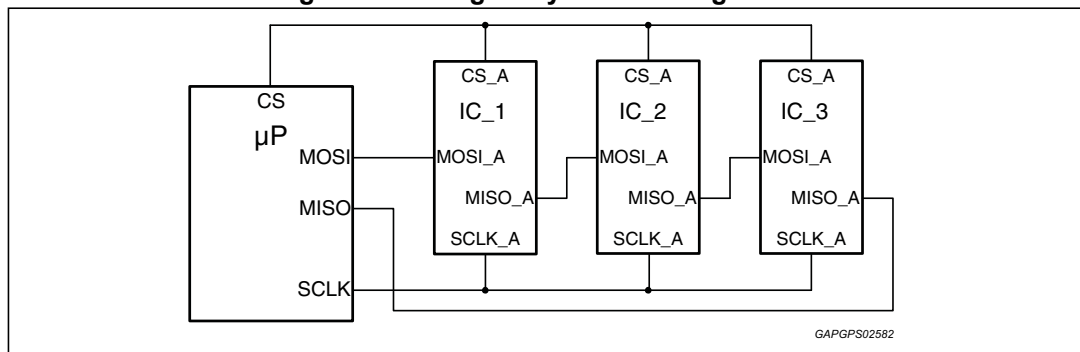 CS
µP
MOSI
MISO
SCLK
CS_A
IC_1
MOSI_A
MISO_A
SCLK_A
CS_A
IC_2
MOSI_A
MISO_A
SCLK_A
CS_A
IC_3
MOSI_A
MISO_A
SCLK_A
GAPGPS02582